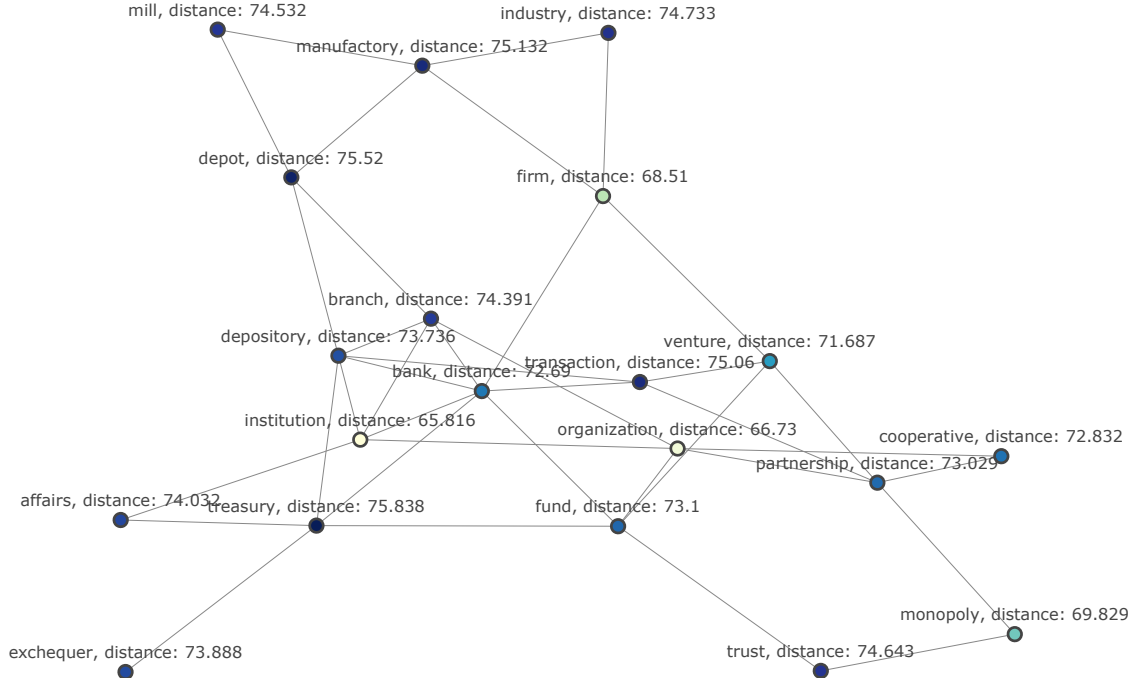 mill, distance: 74.532
industry, distance: 74.733
manufactory, distance: 75.132
depot, distance: 75.52
firm, distance: 68.51
branch, distance: 74.391
depository, distance: 73.736
venture, distance: 71.687
transaction, distance: 75.06
bank, distance: 72.69
institution, distance: 65.816
organization, distance: 66.73
cooperative, distance: 72.832
partnership, distance: 73.029
affairs, distance: 74.032
treasury, distance: 75.838
fund, distance: 73.1
monopoly, distance: 69.829
exchequer, distance: 73.888
trust, distance: 74.643